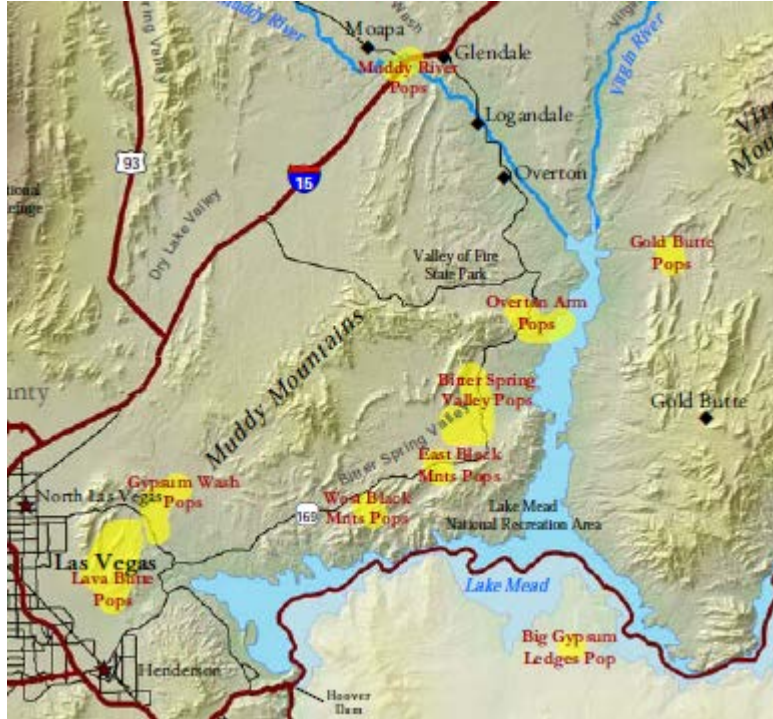 Muddy River
Moapa
Wash
Glendale
Muddy River
Pops
Virgin River
Logandale
93
15
Overton
Dry Lake Valley
Valley of Fire
State Park
Gold Butte
Pops
Overton Arm
Pops
Muddy Mountains
Bitter Spring
Valley Pops
Gold Butte
Bitter Spring Valley
East Black
Mnts Pops
Gypsum Wash
Pops
North Las Vegas
West Black
Mnts Pops
169
Lake Mead
National Recreation Area
Las Vegas
Lava Butte
Pops
Lake Mead
Big Gypsum
Ledges Pop
Henderson
Hoover
Dam